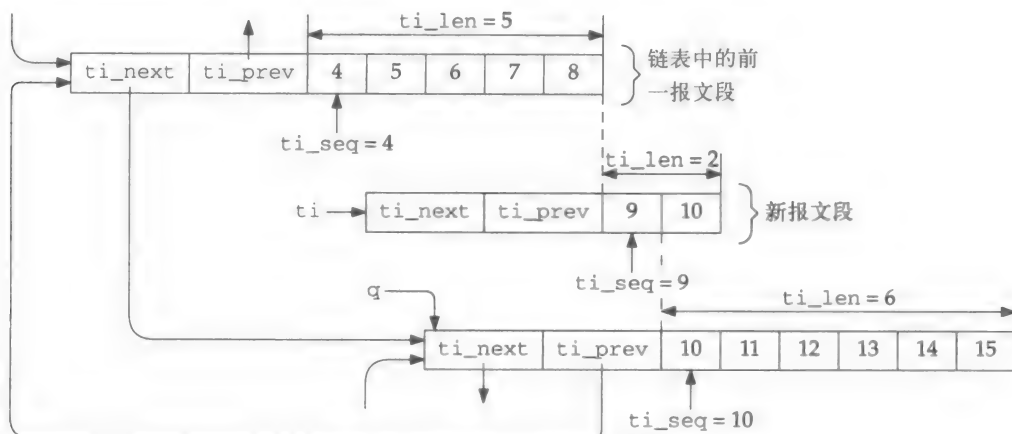 ti_len = 5
ti_next ti_prev 4 5 6 7 8
链表中的前
一报文段
ti_seq = 4
ti_len = 2
ti ti_next ti_prev 9 10
新报文段
ti_seq = 9
q
ti_len = 6
ti_next ti_prev 10 11 12 13 14 15
ti_seq = 10